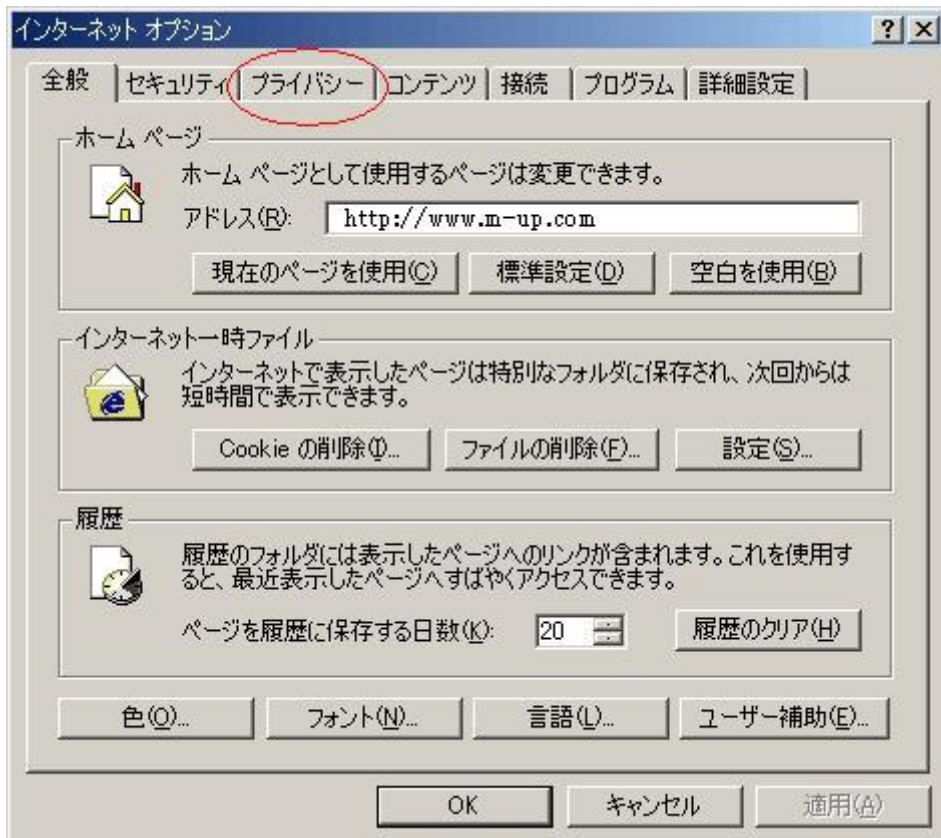 インターネット オプション
全般 セキュリティ プライバシー コンテンツ 接続 プログラム 詳細設定
ホーム ページ
ホーム ページとして使用するページは変更できます。
アドレス(R): http://www.m-up.com
現在のページを使用(C) 標準設定(D) 空白を使用(B)
インターネット一時ファイル
インターネットで表示したページは特別なフォルダに保存され、次回からは
短時間で表示できます。
Cookie の削除(I)... ファイルの削除(F)... 設定(S)...
履歴
履歴のフォルダには表示したページへのリンクが含まれます。これを使用す
ると、最近表示したページへすばやくアクセスできます。
ページを履歴に保存する日数(K): 20 履歴のクリア(H)
色(O)... フォント(N)... 言語(L)... ユーザー補助(E)...
OK キャンセル 適用(A)